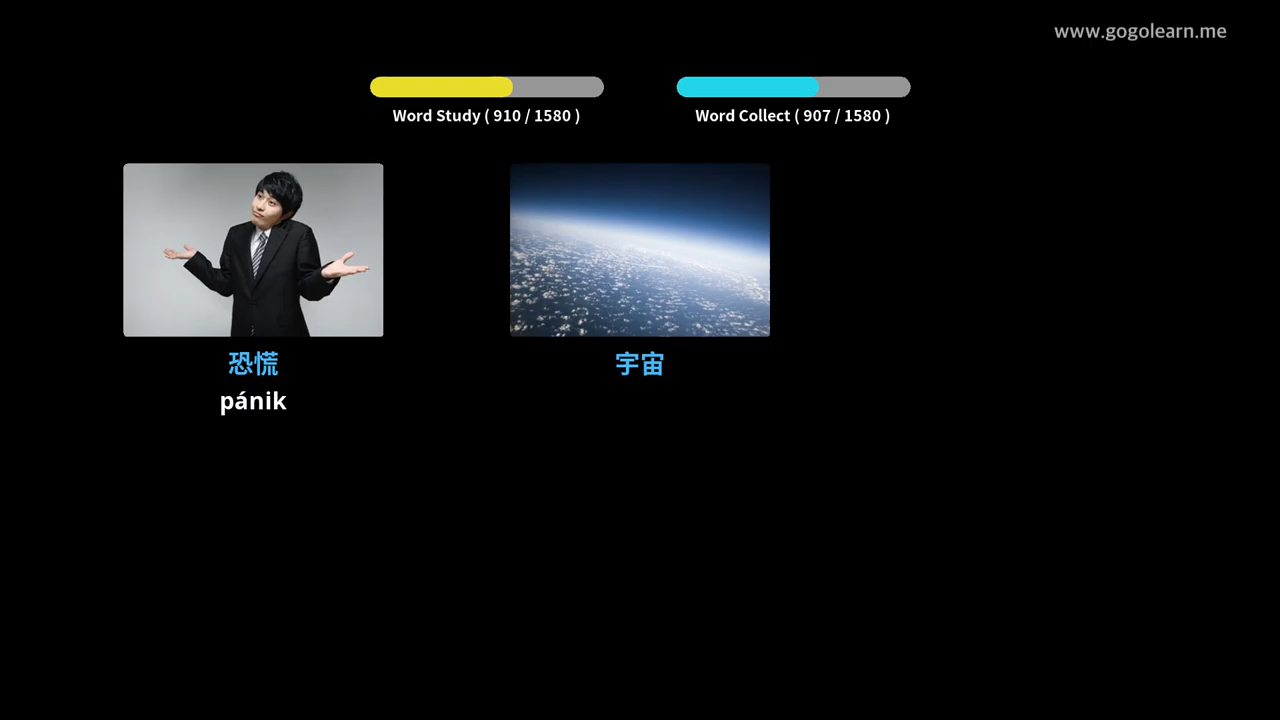 www.gogolearn.me
Word Study ( 910 / 1580 )
Word Collect ( 907 / 1580 )
恐慌
pánik
宇宙